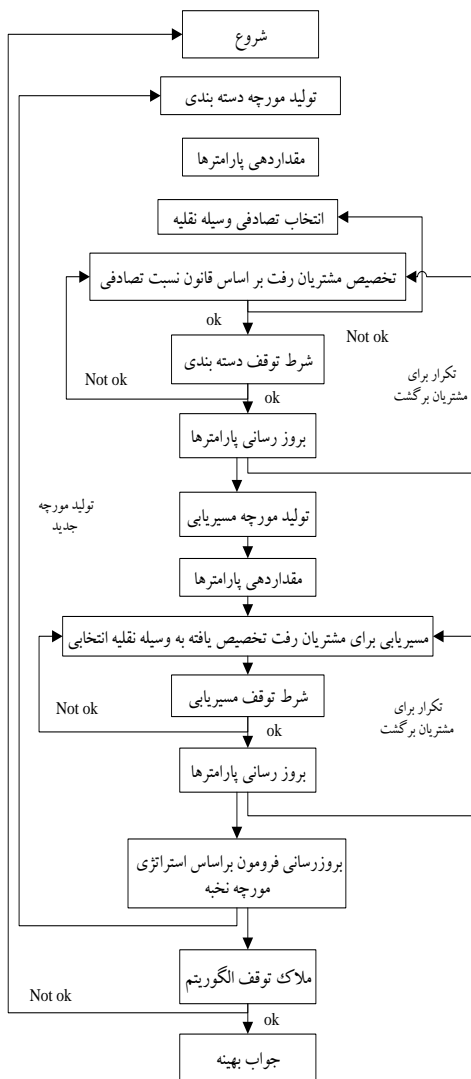 شروع
تولید مورچه دسته بندی
مقداردهی پارامترها
انتخاب تصادفی وسیله نقلیه
تخصیص مشتریان رفت بر اساس قانون نسبت تصادفی
ok
Not ok
شرط توقف دسته بندی
Not ok
ok
تکرار برای
مشتریان برگشت
بروز رسانی پارامترها
تولید مورچه مسیریابی
تولید مورچه
جدید
مقداردهی پارامترها
مسیریابی برای مشتریان رفت تخصیص یافته به وسیله نقلیه انتخابی
شرط توقف مسیریابی
Not ok
ok
تکرار برای
مشتریان برگشت
بروز رسانی پارامترها
بروزرسانی فرومون براساس استراتژی
مورچه نخبه
ملاک توقف الگوریتم
Not ok
ok
جواب بهینه